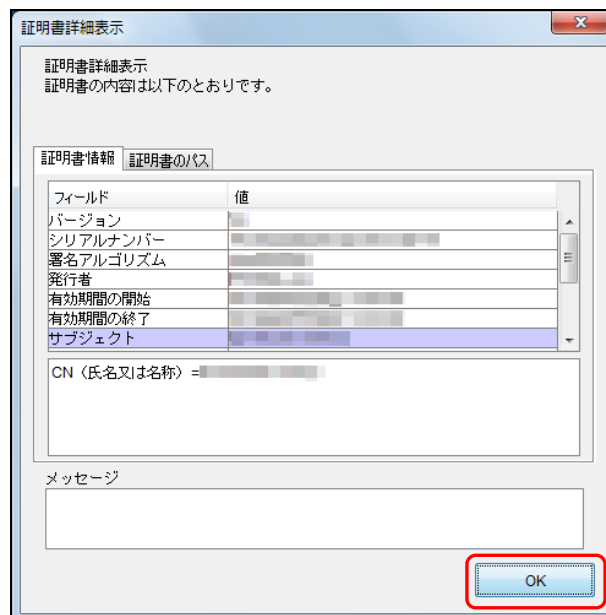 証明書詳細表示
証明書詳細表示
証明書の内容は以下のとおりです。
証明書情報 証明書のパス
フィールド 値
バージョン
シリアルナンバー
署名アルゴリズム
発行者
有効期間の開始
有効期間の終了
サブジェクト
CN（氏名又は名称）=
メッセージ
OK